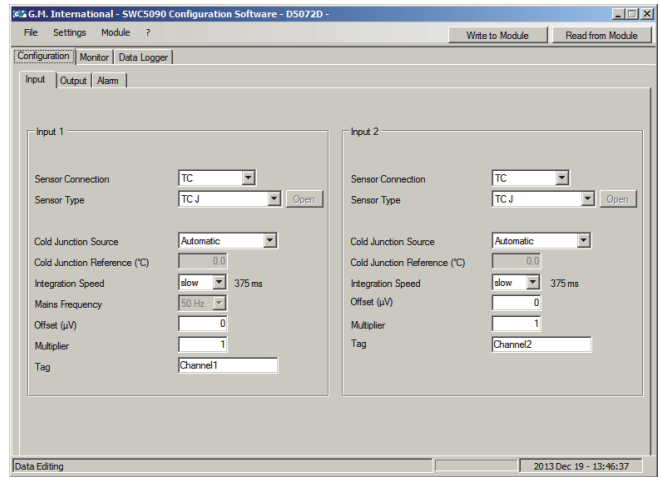 G.M. International - SWC5090 Configuration Software - D5072D -
File Settings Module ? Write to Module Read from Module
Configuration Monitor Data Logger
Input Output Alarm
Input 1
Sensor Connection TC
Sensor Type TC J Open
Cold Junction Source Automatic
Cold Junction Reference (°C) 0.0
Integration Speed slow 375 ms
Mains Frequency 50 Hz
Offset (µV) 0
Multiplier 1
Tag Channel1
Input 2
Sensor Connection TC
Sensor Type TC J Open
Cold Junction Source Automatic
Cold Junction Reference (°C) 0.0
Integration Speed slow 375 ms
Offset (µV) 0
Multiplier 1
Tag Channel2
Data Editing 2013 Dec 19 - 13:46:37